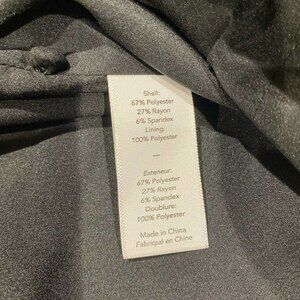 Shell:
67% Polyester
27% Rayon
6% Spandex
Lining:
100% Polyester
—
Exterieur:
67% Polyester
27% Rayon
6% Spandex
Doublure:
100% Polyester
Made in China
Fabriqué en Chine